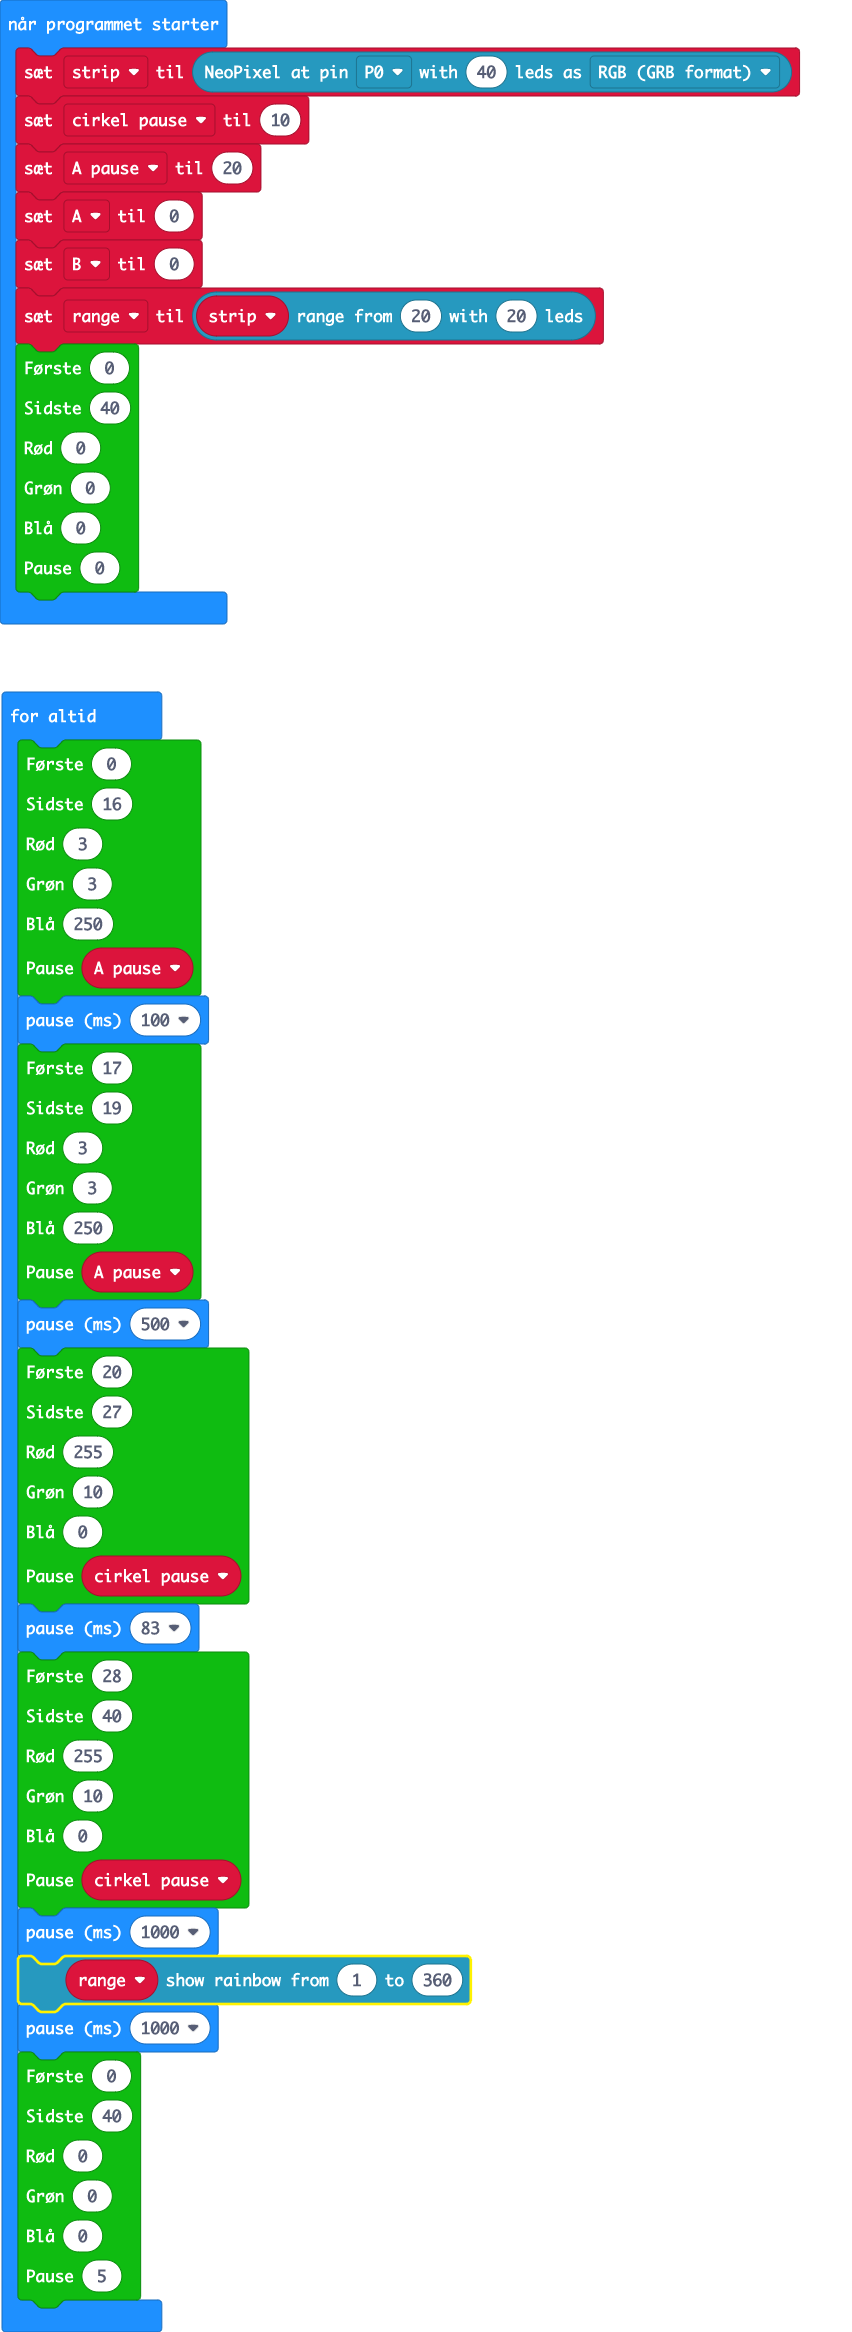 når programmet starter
sæt strip til NeoPixel at pin P0 with 40 leds as RGB (GRB format)
sæt cirkel pause til 10
sæt A pause til 20
sæt A til 0
sæt B til 0
sæt range til strip range from 20 with 20 leds
Første 0
Sidste 40
Rød 0
Grøn 0
Blå 0
Pause 0
for altid
Første 0
Sidste 16
Rød 3
Grøn 3
Blå 250
Pause A pause
pause (ms) 100
Første 17
Sidste 19
Rød 3
Grøn 3
Blå 250
Pause A pause
pause (ms) 500
Første 20
Sidste 27
Rød 255
Grøn 10
Blå 0
Pause cirkel pause
pause (ms) 83
Første 28
Sidste 40
Rød 255
Grøn 10
Blå 0
Pause cirkel pause
pause (ms) 1000
range show rainbow from 1 to 360
pause (ms) 1000
Første 0
Sidste 40
Rød 0
Grøn 0
Blå 0
Pause 5